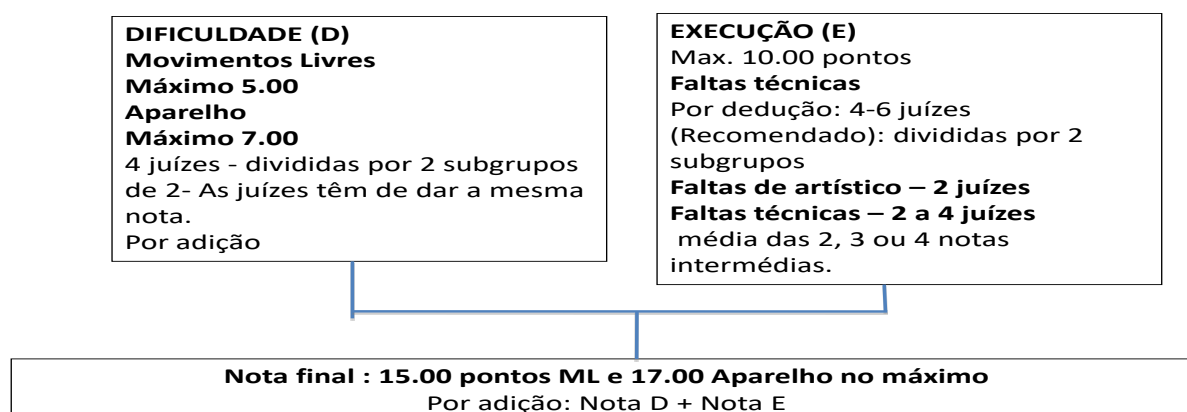 DIFICULDADE (D)
Movimentos Livres
Máximo 5.00
Aparelho
Máximo 7.00
4 juízes - divididas por 2 subgrupos
de 2- As juízes têm de dar a mesma
nota.
Por adição
EXECUÇÃO (E)
Max. 10.00 pontos
Faltas técnicas
Por dedução: 4-6 juízes
(Recomendado): divididas por 2
subgrupos
Faltas de artístico – 2 juízes
Faltas técnicas – 2 a 4 juízes
média das 2, 3 ou 4 notas
intermédias.
Nota final : 15.00 pontos ML e 17.00 Aparelho no máximo
Por adição: Nota D + Nota E